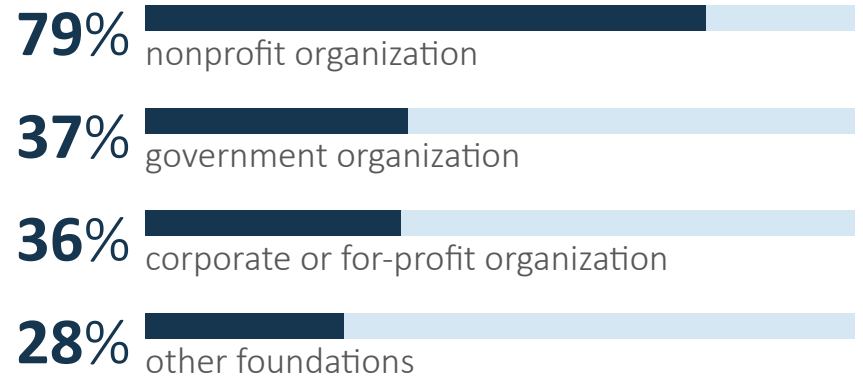 79%
nonprofit organization
37%
government organization
36%
corporate or for-profit organization
28%
other foundations